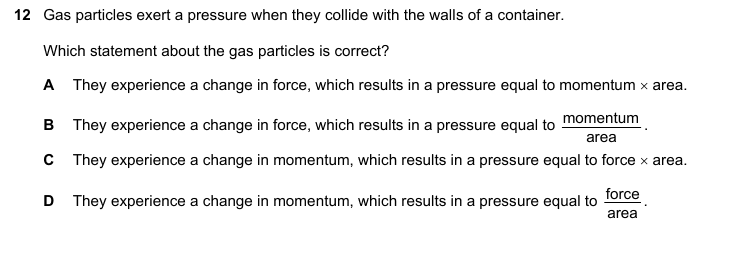 12 Gas particles exert a pressure when they collide with the walls of a container.
Which statement about the gas particles is correct?
A They experience a change in force, which results in a pressure equal to momentum × area.
B They experience a change in force, which results in a pressure equal to momentum / area .
C They experience a change in momentum, which results in a pressure equal to force × area.
D They experience a change in momentum, which results in a pressure equal to force / area .